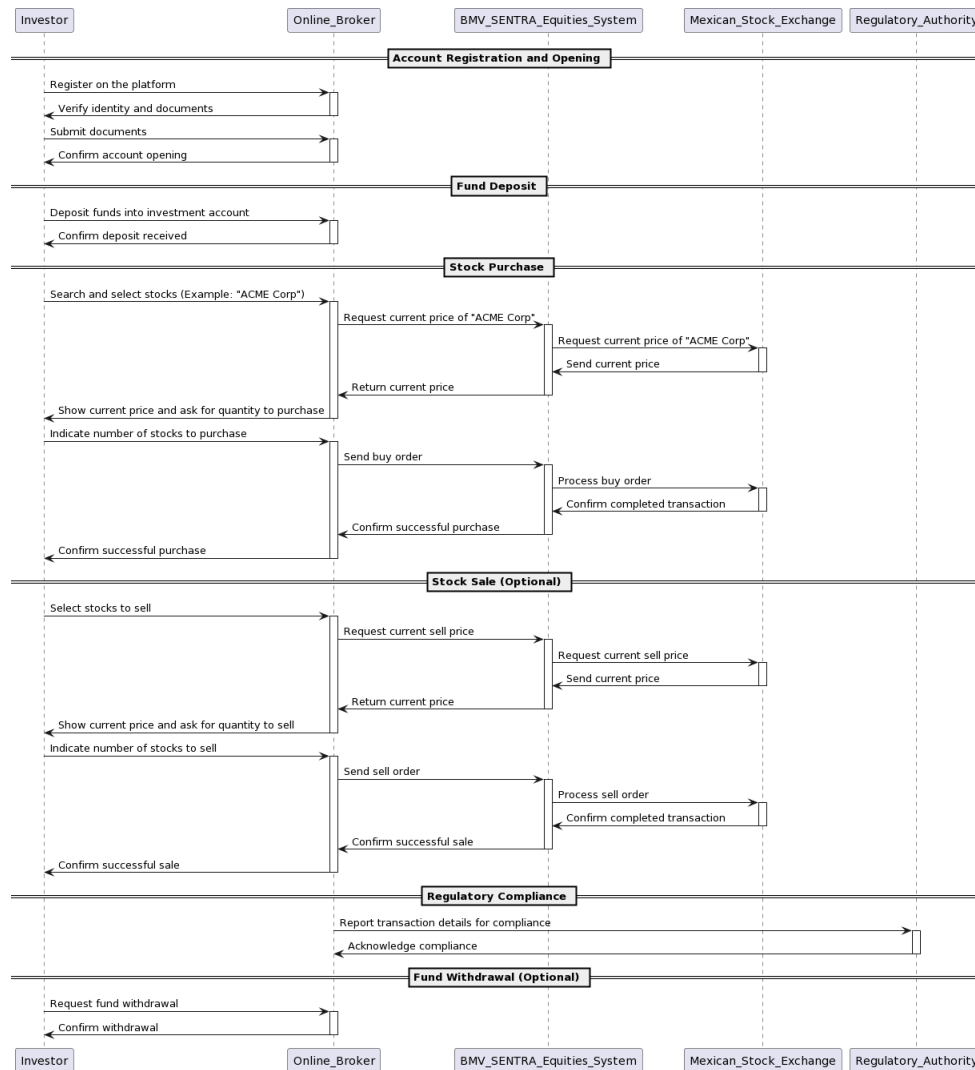 Investor
Online_Broker
BMV_SENTRA_Equities_System
Mexican_Stock_Exchange
Regulatory_Authority
Account Registration and Opening
Register on the platform
Verify identity and documents
Submit documents
Confirm account opening
Fund Deposit
Deposit funds into investment account
Confirm deposit received
Stock Purchase
Search and select stocks (Example: "ACME Corp")
Request current price of "ACME Corp"
Request current price of "ACME Corp"
Send current price
Return current price
Show current price and ask for quantity to purchase
Indicate number of stocks to purchase
Send buy order
Process buy order
Confirm completed transaction
Confirm successful purchase
Confirm successful purchase
Stock Sale (Optional)
Select stocks to sell
Request current sell price
Request current sell price
Send current price
Return current price
Show current price and ask for quantity to sell
Indicate number of stocks to sell
Send sell order
Process sell order
Confirm completed transaction
Confirm successful sale
Confirm successful sale
Regulatory Compliance
Report transaction details for compliance
Acknowledge compliance
Fund Withdrawal (Optional)
Request fund withdrawal
Confirm withdrawal
Investor
Online_Broker
BMV_SENTRA_Equities_System
Mexican_Stock_Exchange
Regulatory_Authority